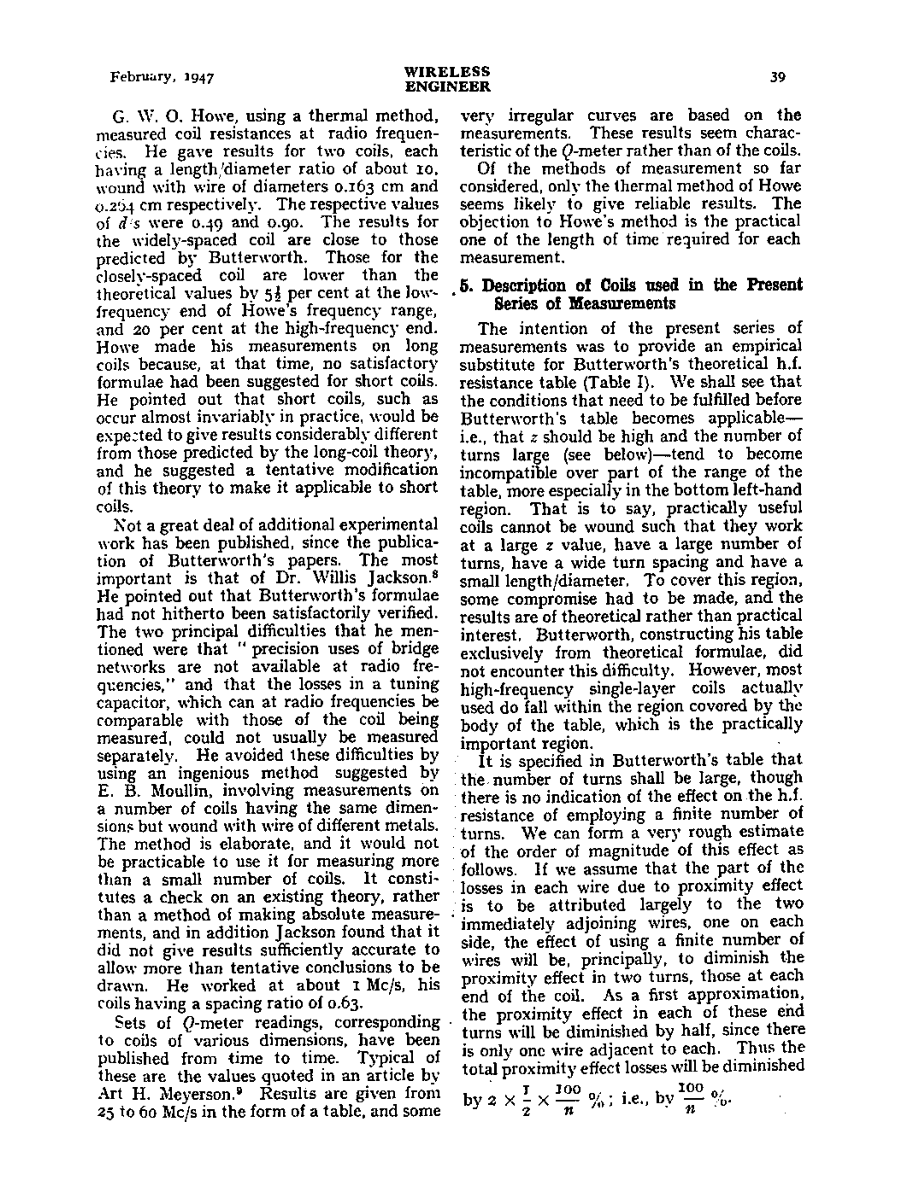 February, 1947
WIRELESS
ENGINEER
39
G. W. O. Howe, using a thermal method,
measured coil resistances at radio frequen-
cies. He gave results for two coils, each
having a length/diameter ratio of about 10,
wound with wire of diameters 0.163 cm and
0.264 cm respectively. The respective values
of d/s were 0.49 and 0.90. The results for
the widely-spaced coil are close to those
predicted by Butterworth. Those for the
closely-spaced coil are lower than the
theoretical values by 5½ per cent at the low-
frequency end of Howe's frequency range,
and 20 per cent at the high-frequency end.
Howe made his measurements on long
coils because, at that time, no satisfactory
formulae had been suggested for short coils.
He pointed out that short coils, such as
occur almost invariably in practice, would be
expected to give results considerably different
from those predicted by the long-coil theory,
and he suggested a tentative modification
of this theory to make it applicable to short
coils.
Not a great deal of additional experimental
work has been published, since the publica-
tion of Butterworth's papers. The most
important is that of Dr. Willis Jackson.⁸
He pointed out that Butterworth's formulae
had not hitherto been satisfactorily verified.
The two principal difficulties that he men-
tioned were that " precision uses of bridge
networks are not available at radio fre-
quencies," and that the losses in a tuning
capacitor, which can at radio frequencies be
comparable with those of the coil being
measured, could not usually be measured
separately. He avoided these difficulties by
using an ingenious method suggested by
E. B. Moullin, involving measurements on
a number of coils having the same dimen-
sions but wound with wire of different metals.
The method is elaborate, and it would not
be practicable to use it for measuring more
than a small number of coils. It consti-
tutes a check on an existing theory, rather
than a method of making absolute measure-
ments, and in addition Jackson found that it
did not give results sufficiently accurate to
allow more than tentative conclusions to be
drawn. He worked at about 1 Mc/s, his
coils having a spacing ratio of 0.63.
Sets of Q-meter readings, corresponding
to coils of various dimensions, have been
published from time to time. Typical of
these are the values quoted in an article by
Art H. Meyerson.⁹ Results are given from
25 to 60 Mc/s in the form of a table, and some
very irregular curves are based on the
measurements. These results seem charac-
teristic of the Q-meter rather than of the coils.
Of the methods of measurement so far
considered, only the thermal method of Howe
seems likely to give reliable results. The
objection to Howe's method is the practical
one of the length of time required for each
measurement.
5. Description of Coils used in the Present
Series of Measurements
The intention of the present series of
measurements was to provide an empirical
substitute for Butterworth's theoretical h.f.
resistance table (Table I). We shall see that
the conditions that need to be fulfilled before
Butterworth's table becomes applicable—
i.e., that z should be high and the number of
turns large (see below)—tend to become
incompatible over part of the range of the
table, more especially in the bottom left-hand
region. That is to say, practically useful
coils cannot be wound such that they work
at a large z value, have a large number of
turns, have a wide turn spacing and have a
small length/diameter. To cover this region,
some compromise had to be made, and the
results are of theoretical rather than practical
interest. Butterworth, constructing his table
exclusively from theoretical formulae, did
not encounter this difficulty. However, most
high-frequency single-layer coils actually
used do fall within the region covered by the
body of the table, which is the practically
important region.
It is specified in Butterworth's table that
the number of turns shall be large, though
there is no indication of the effect on the h.f.
resistance of employing a finite number of
turns. We can form a very rough estimate
of the order of magnitude of this effect as
follows. If we assume that the part of the
losses in each wire due to proximity effect
is to be attributed largely to the two
immediately adjoining wires, one on each
side, the effect of using a finite number of
wires will be, principally, to diminish the
proximity effect in two turns, those at each
end of the coil. As a first approximation,
the proximity effect in each of these end
turns will be diminished by half, since there
is only one wire adjacent to each. Thus the
total proximity effect losses will be diminished
by 2 × 1/2 × 100/n % ; i.e., by 100/n %.